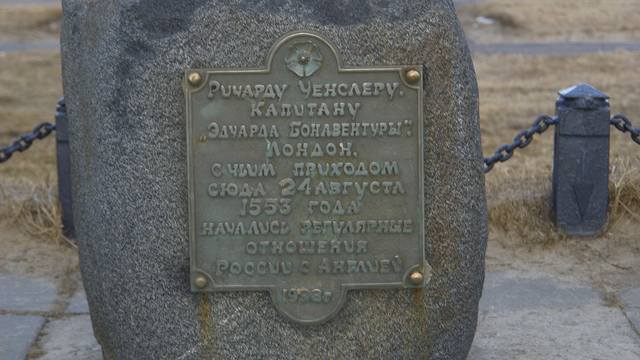 Ричарду Ченслеру,
капитану
„Эдуарда Бонавентуры“,
Лондон,
с чьим приходом
сюда 24 августа
1553 года
начались регулярные
отношения
России с Англией